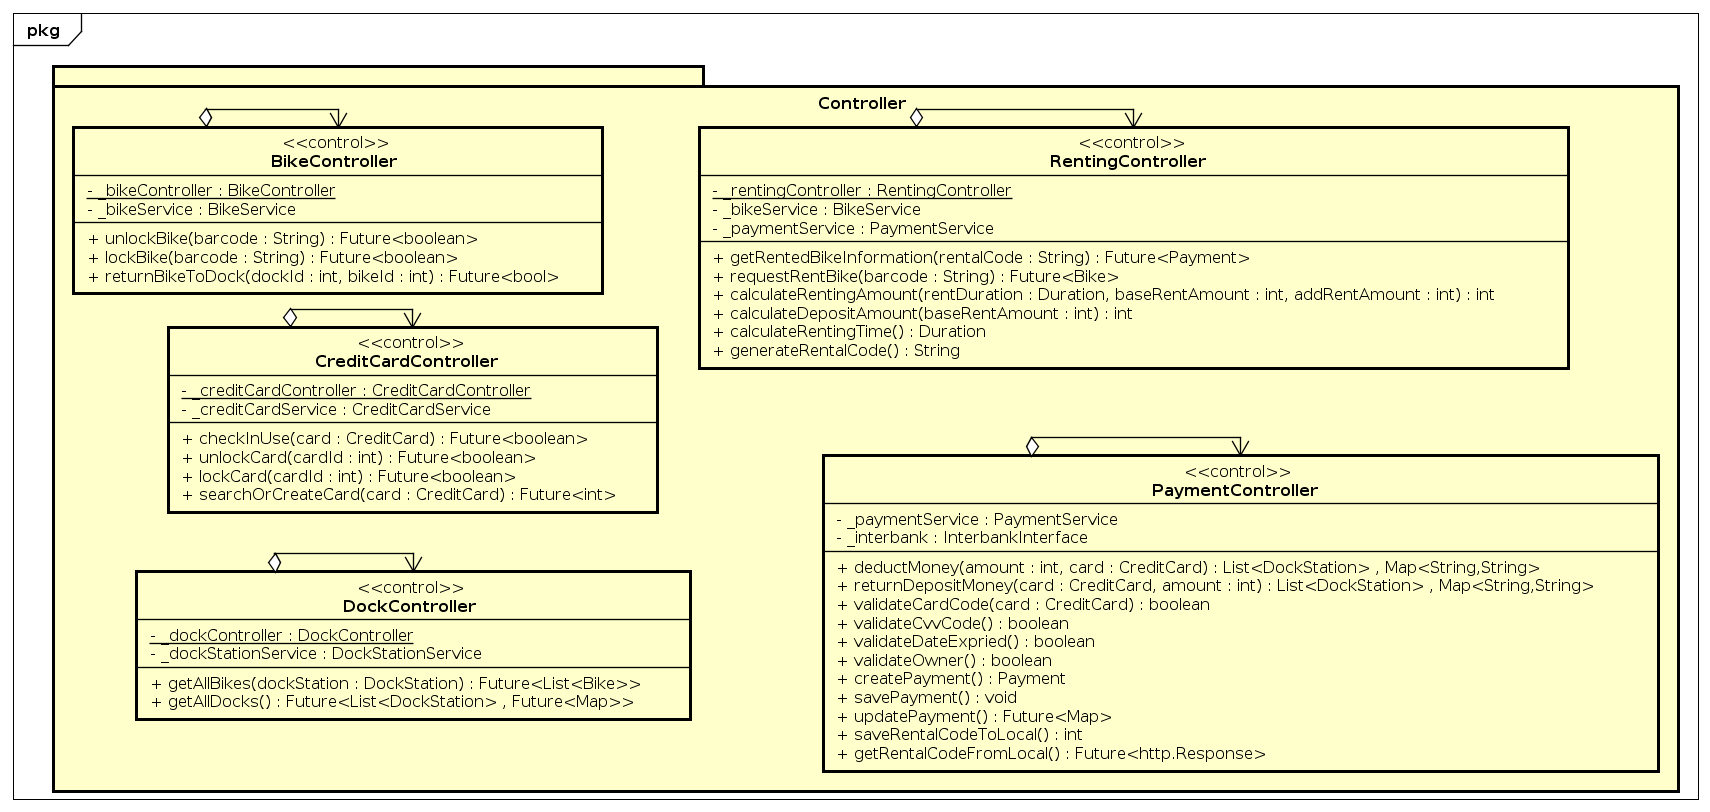 pkg
Controller
<<control>>
BikeController
- _bikeController : BikeController
- _bikeService : BikeService
+ unlockBike(barcode : String) : Future<boolean>
+ lockBike(barcode : String) : Future<boolean>
+ returnBikeToDock(dockId : int, bikeId : int) : Future<bool>
<<control>>
RentingController
- _rentingController : RentingController
- _bikeService : BikeService
- _paymentService : PaymentService
+ getRentedBikeInformation(rentalCode : String) : Future<Payment>
+ requestRentBike(barcode : String) : Future<Bike>
+ calculateRentingAmount(rentDuration : Duration, baseRentAmount : int, addRentAmount : int) : int
+ calculateDepositAmount(baseRentAmount : int) : int
+ calculateRentingTime() : Duration
+ generateRentalCode() : String
<<control>>
CreditCardController
- _creditCardController : CreditCardController
- _creditCardService : CreditCardService
+ checkInUse(card : CreditCard) : Future<boolean>
+ unlockCard(cardId : int) : Future<boolean>
+ lockCard(cardId : int) : Future<boolean>
+ searchOrCreateCard(card : CreditCard) : Future<int>
<<control>>
PaymentController
- _paymentService : PaymentService
- _interbank : InterbankInterface
+ deductMoney(amount : int, card : CreditCard) : List<DockStation> , Map<String,String>
+ returnDepositMoney(card : CreditCard, amount : int) : List<DockStation> , Map<String,String>
+ validateCardCode(card : CreditCard) : boolean
+ validateCvvCode() : boolean
+ validateDateExpried() : boolean
+ validateOwner() : boolean
+ createPayment() : Payment
+ savePayment() : void
+ updatePayment() : Future<Map>
+ saveRentalCodeToLocal() : int
+ getRentalCodeFromLocal() : Future<http.Response>
<<control>>
DockController
- _dockController : DockController
- _dockStationService : DockStationService
+ getAllBikes(dockStation : DockStation) : Future<List<Bike>>
+ getAllDocks() : Future<List<DockStation> , Future<Map>>